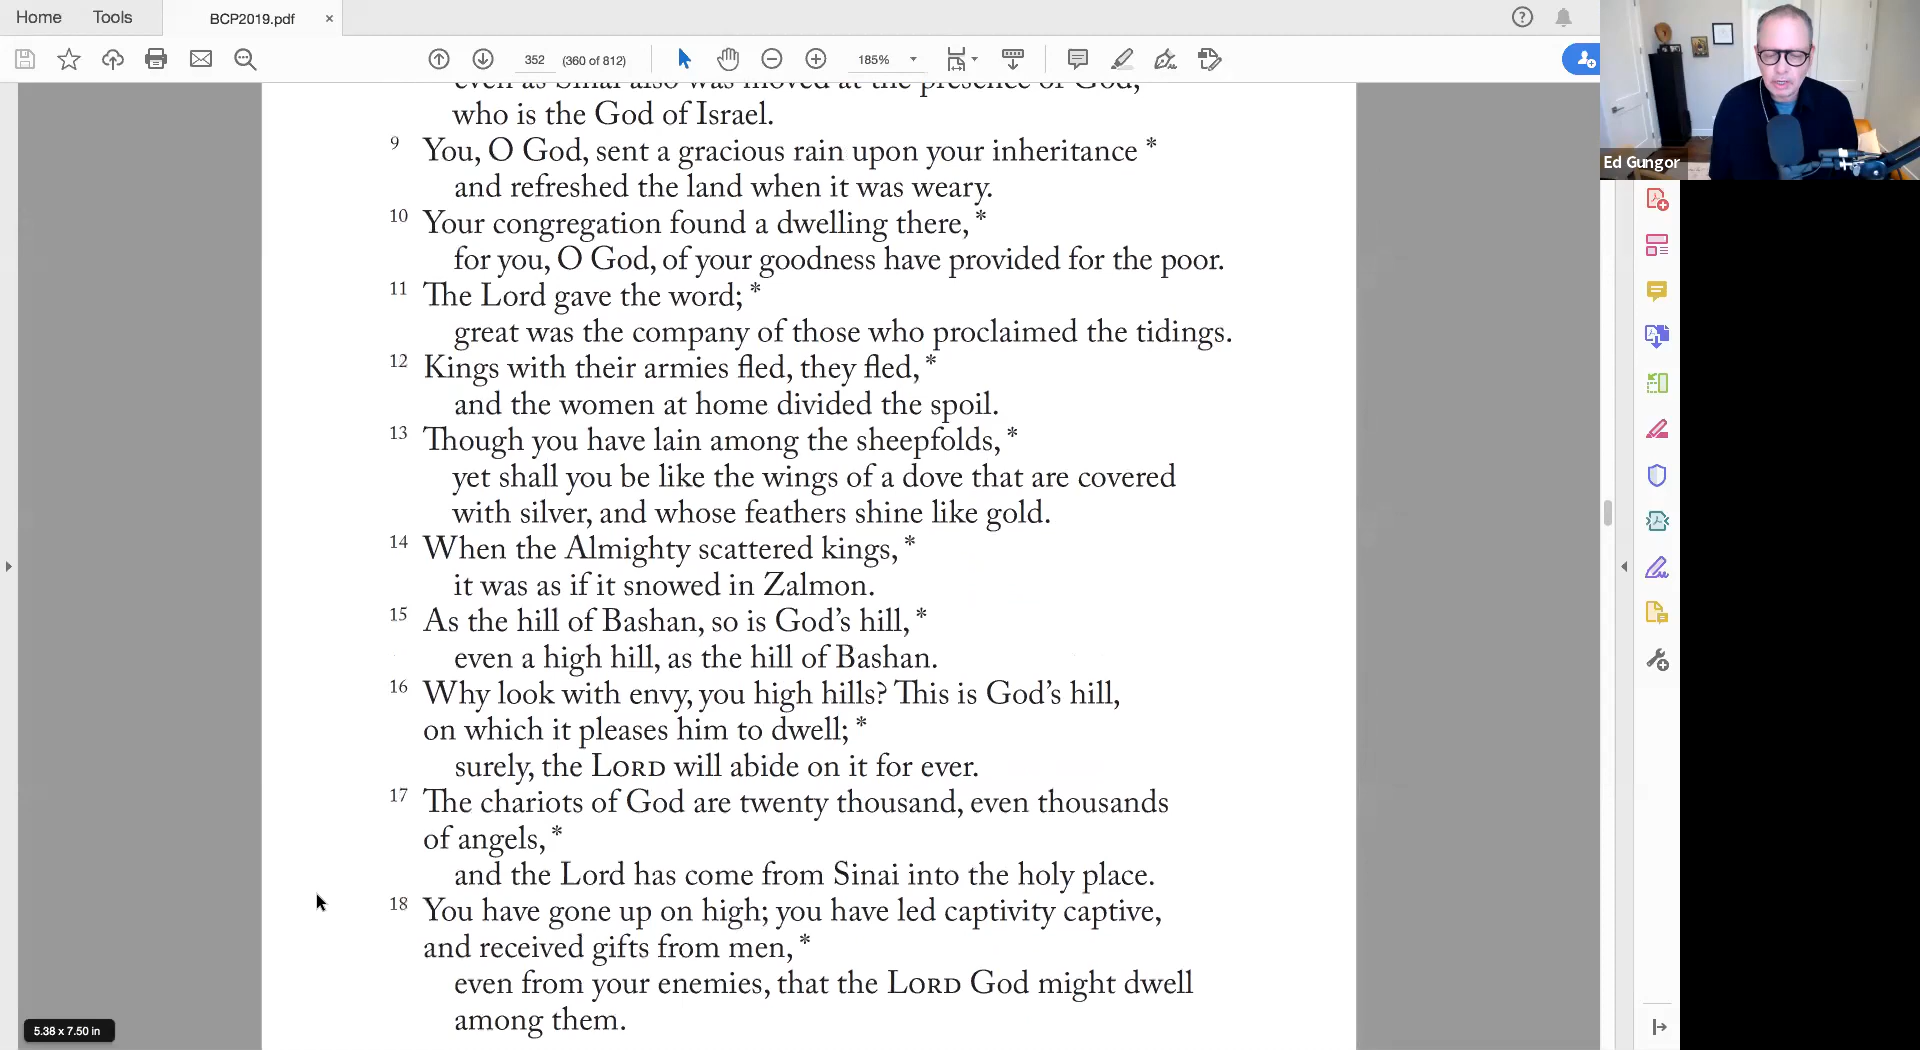 Home
Tools
BCP2019.pdf
×
352
(360 of 812)
185%
Ed Gungor
even as Sinai also was moved at the presence of God,
who is the God of Israel.
9 You, O God, sent a gracious rain upon your inheritance *
and refreshed the land when it was weary.
10 Your congregation found a dwelling there, *
for you, O God, of your goodness have provided for the poor.
11 The Lord gave the word; *
great was the company of those who proclaimed the tidings.
12 Kings with their armies fled, they fled, *
and the women at home divided the spoil.
13 Though you have lain among the sheepfolds, *
yet shall you be like the wings of a dove that are covered
with silver, and whose feathers shine like gold.
14 When the Almighty scattered kings, *
it was as if it snowed in Zalmon.
15 As the hill of Bashan, so is God’s hill, *
even a high hill, as the hill of Bashan.
16 Why look with envy, you high hills? This is God’s hill,
on which it pleases him to dwell; *
surely, the LORD will abide on it for ever.
17 The chariots of God are twenty thousand, even thousands
of angels, *
and the Lord has come from Sinai into the holy place.
18 You have gone up on high; you have led captivity captive,
and received gifts from men, *
even from your enemies, that the LORD God might dwell
among them.
5.38 x 7.50 in